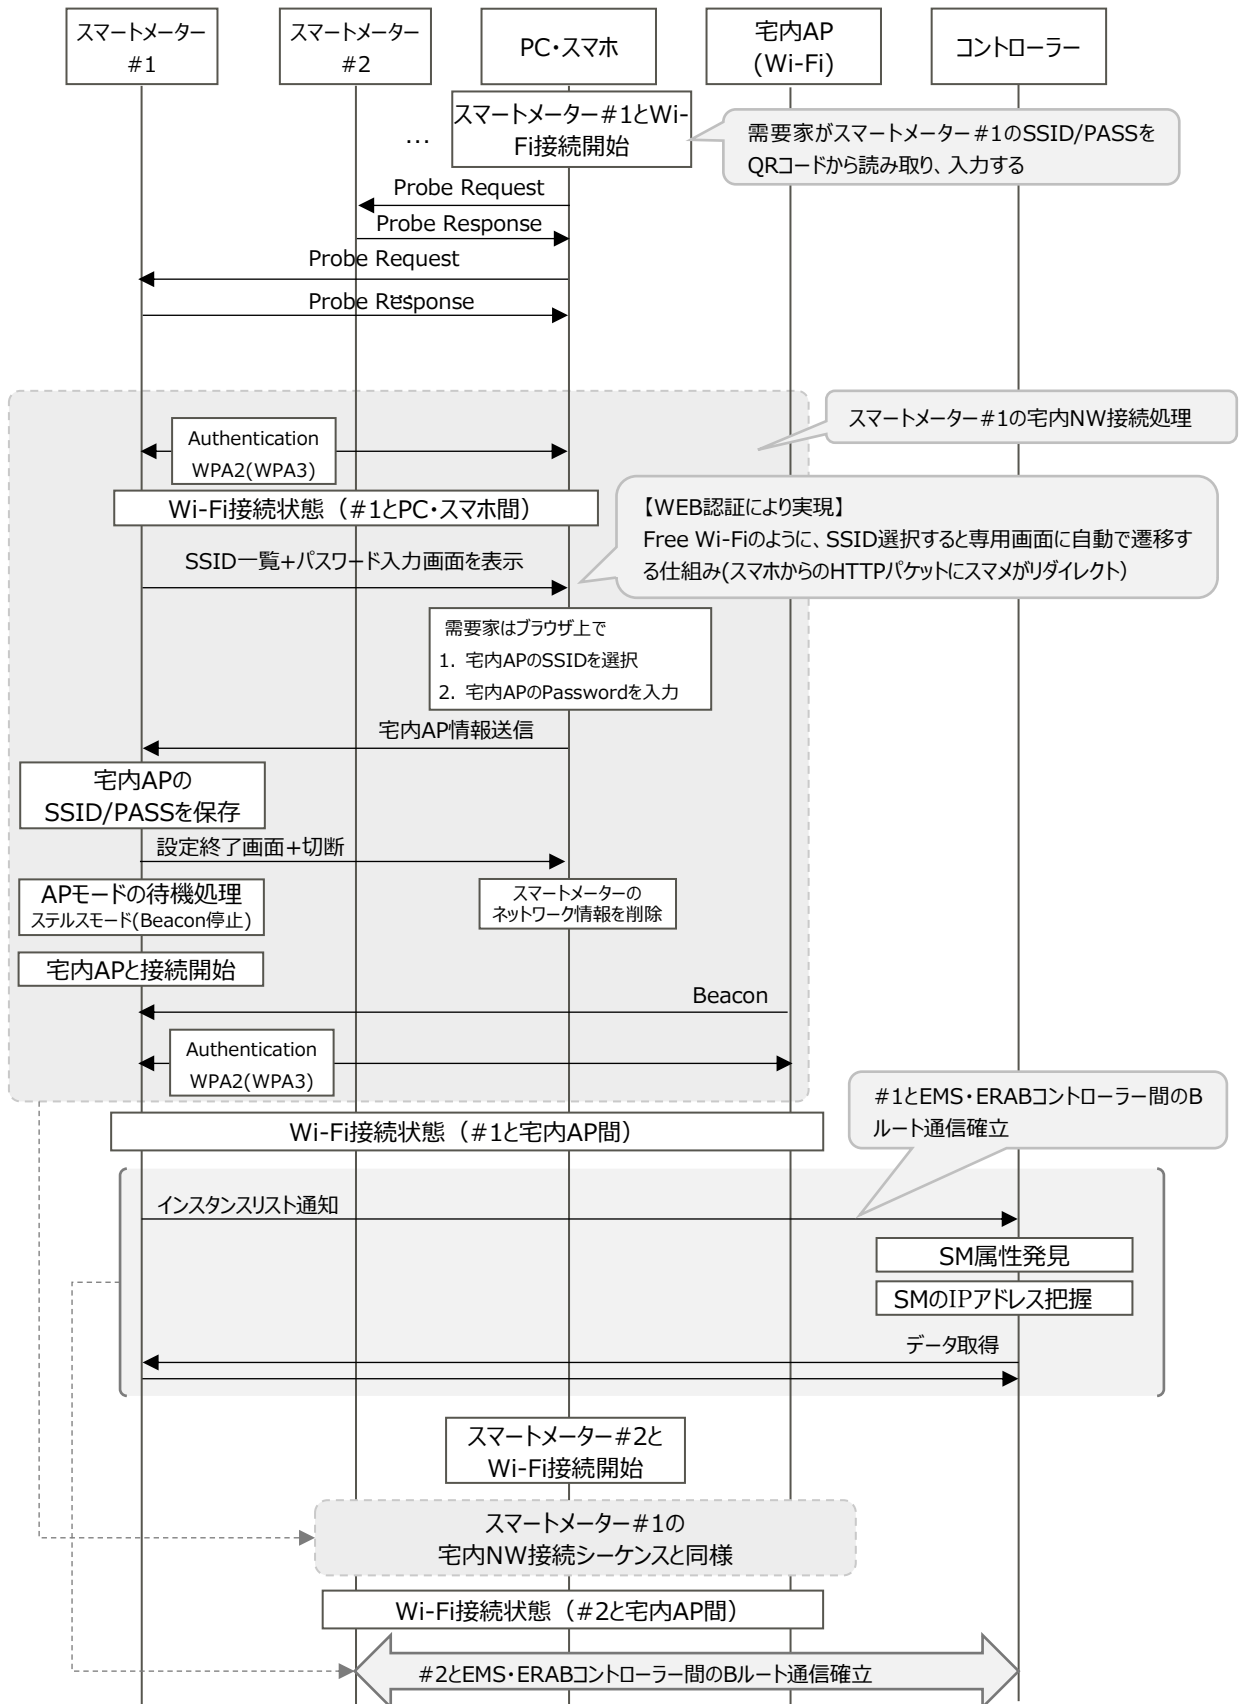 スマートメーター
#1
スマートメーター
#2
PC・スマホ
宅内AP
(Wi-Fi)
コントローラー
スマートメーター#1とWi-
Fi接続開始
…
需要家がスマートメーター#1のSSID/PASSを
QRコードから読み取り、入力する
Probe Request
Probe Response
Probe Request
…
Probe Response
スマートメーター#1の宅内NW接続処理
Authentication
WPA2(WPA3)
Wi-Fi接続状態（#1とPC・スマホ間）
【WEB認証により実現】
Free Wi-Fiのように、SSID選択すると専用画面に自動で遷移す
る仕組み(スマホからのHTTPパケットにスマメがリダイレクト）
SSID一覧+パスワード入力画面を表示
需要家はブラウザ上で
1. 宅内APのSSIDを選択
2. 宅内APのPasswordを入力
宅内AP情報送信
宅内APの
SSID/PASSを保存
設定終了画面+切断
APモードの待機処理
ステルスモード(Beacon停止)
スマートメーターの
ネットワーク情報を削除
宅内APと接続開始
Beacon
Authentication
WPA2(WPA3)
#1とEMS・ERABコントローラー間のB
ルート通信確立
Wi-Fi接続状態（#1と宅内AP間）
インスタンスリスト通知
SM属性発見
SMのIPアドレス把握
データ取得
スマートメーター#2と
Wi-Fi接続開始
スマートメーター#1の
宅内NW接続シーケンスと同様
Wi-Fi接続状態（#2と宅内AP間）
#2とEMS・ERABコントローラー間のBルート通信確立